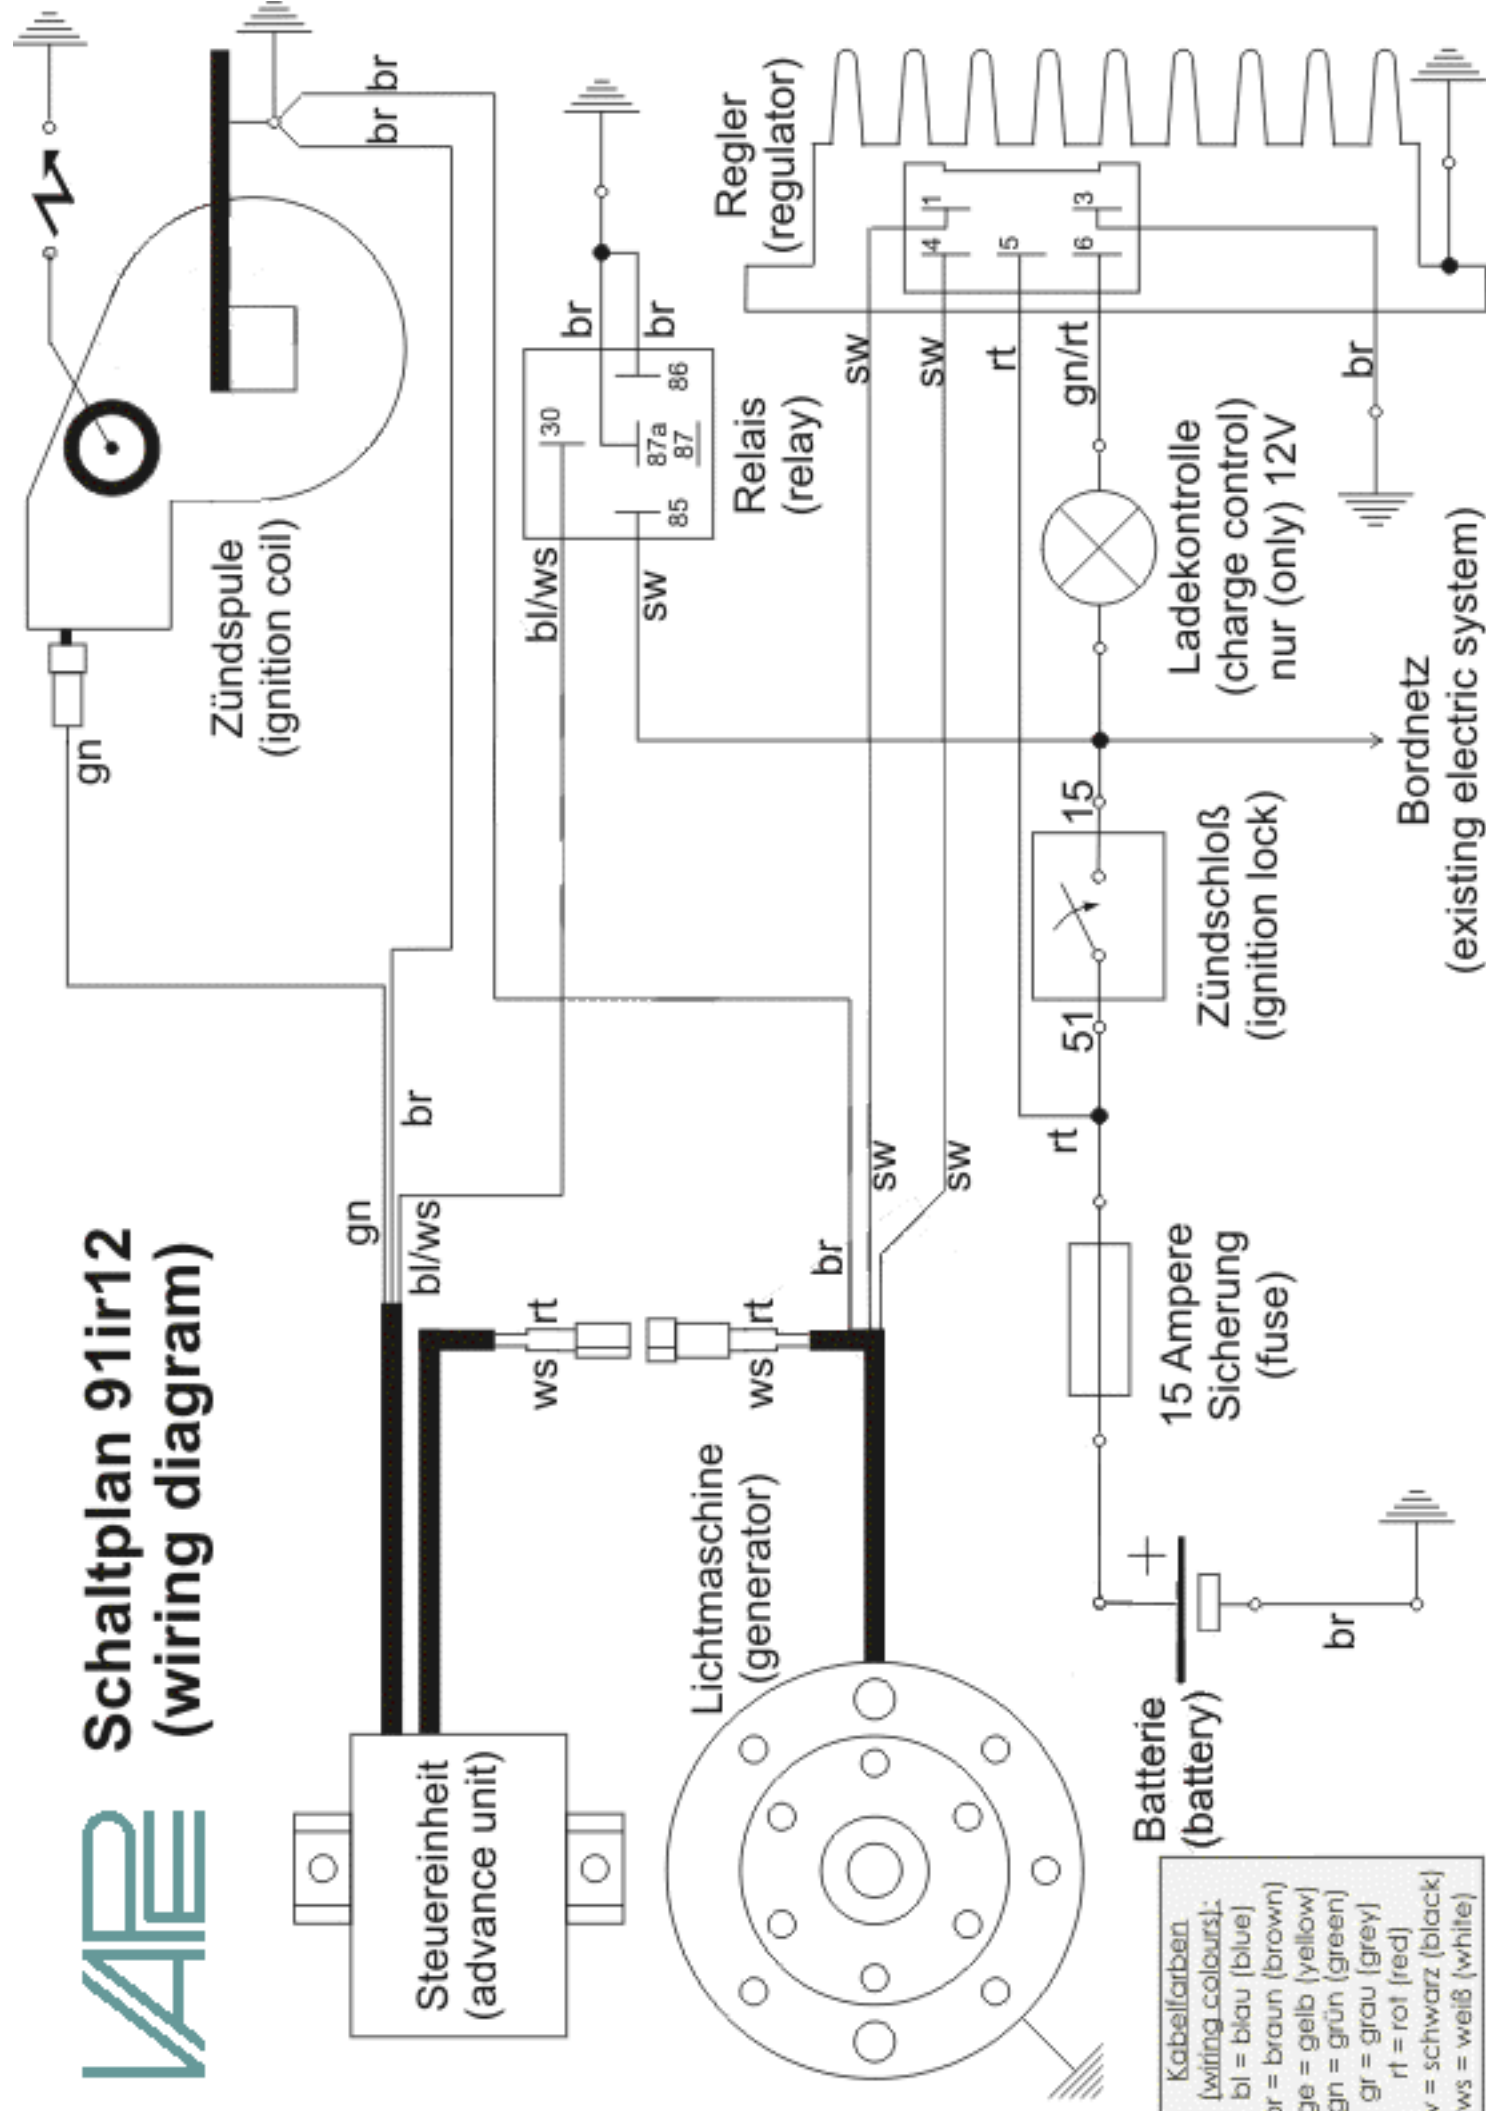 VAPE
Schaltplan 91ir12
(wiring diagram)
Steuereinheit
(advance unit)
gn
br
bl/ws
ws rt
ws rt
Lichtmaschine
(generator)
br
sw
sw
gn
Zündspule
(ignition coil)
br
br
bl/ws
sw
30
85
87a
87
86
br
br
Relais
(relay)
Regler
(regulator)
1
4
5
3
6
sw
sw
rt
gn/rt
br
Ladekontrolle
(charge control)
nur (only) 12V
15
51
Zündschloß
(ignition lock)
Bordnetz
(existing electric system)
rt
15 Ampere
Sicherung
(fuse)
+
Batterie
(battery)
br
Kabelfarben
(wiring colours):
bl = blau (blue)
br = braun (brown)
ge = gelb (yellow)
gn = grün (green)
gr = grau (grey)
rt = rot (red)
= schwarz (black)
ws = weiß (white)